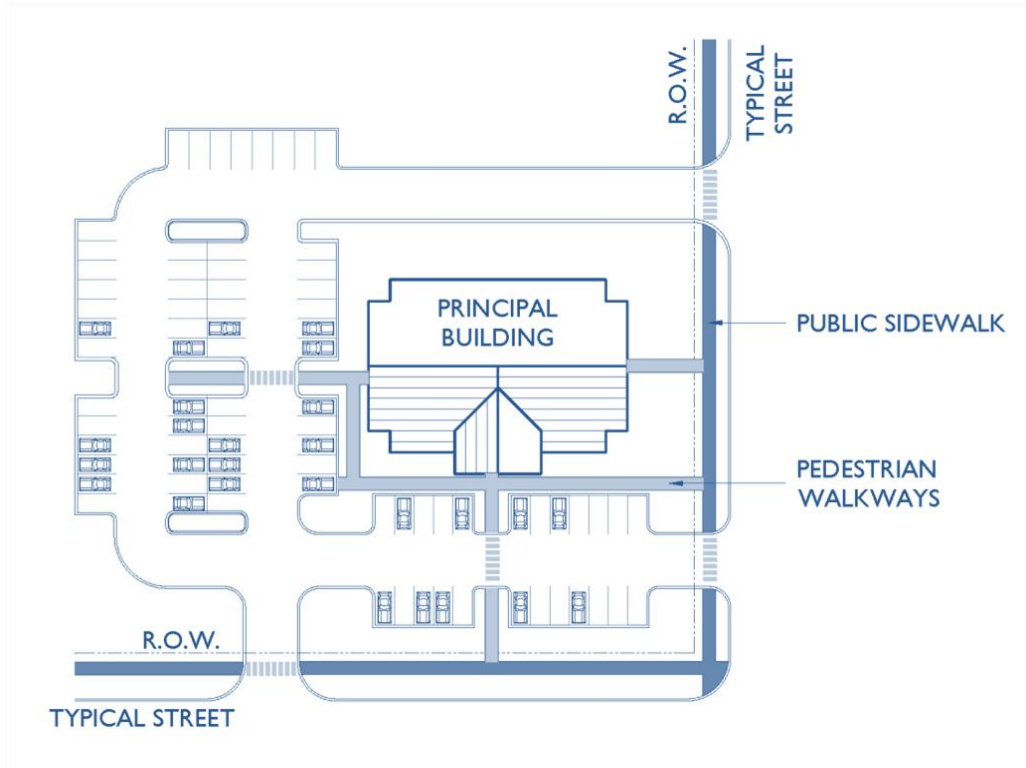 R.O.W.
TYPICAL
STREET
PRINCIPAL
BUILDING
PUBLIC SIDEWALK
PEDESTRIAN
WALKWAYS
R.O.W.
TYPICAL STREET